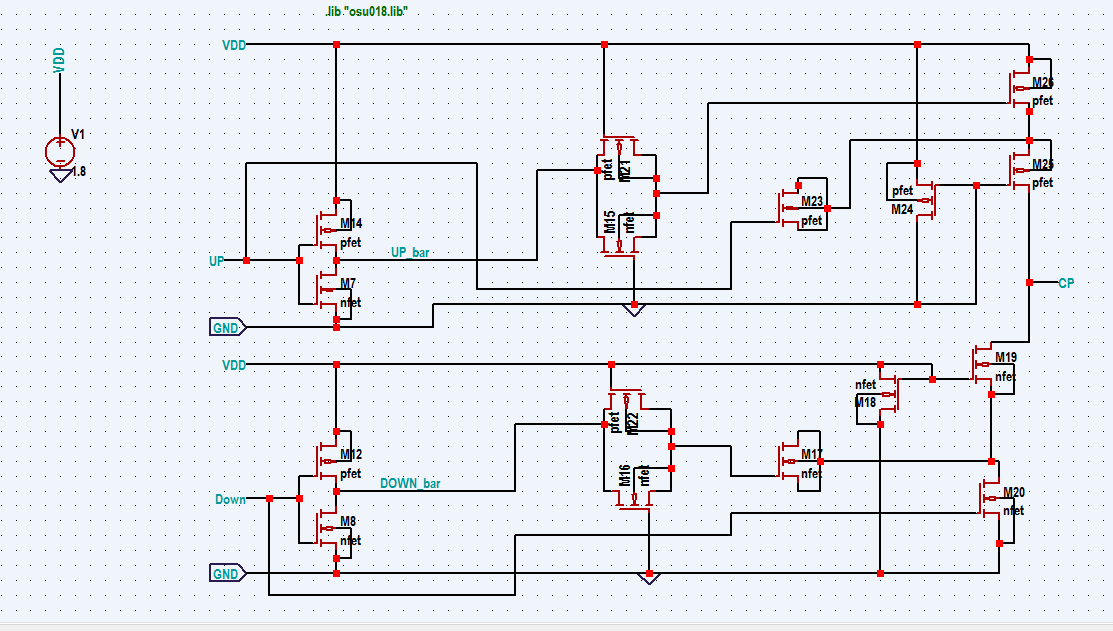 .lib "osu018.lib"
VDD
VDD
V1
1.8
M26
pfet
M21
pfet
M25
pfet
pfet
M24
M23
pfet
M15
nfet
M14
pfet
UP_bar
UP
M7
nfet
CP
GND
VDD
M19
nfet
nfet
M18
M22
pfet
M12
pfet
M17
nfet
M16
nfet
DOWN_bar
Down
M20
nfet
M8
nfet
GND